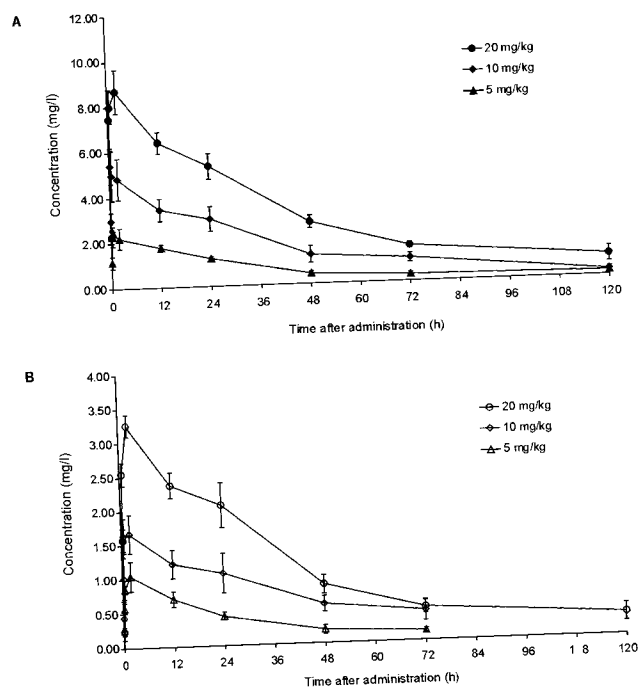 A
12.00
20 mg/kg
10.00
10 mg/kg
5 mg/kg
8.00
6.00
4.00
2.00
0.00
Concentration (mg/l)
0 12 24 36 48 72 84 96 108 120
Time after administration (h)
B
4.00
3.50
20 mg/kg
10 mg/kg
3.00
5 mg/kg
2.50
2.00
1.50
1.00
0.50
0.00
Concentration (mg/l)
0 12 24 36 48 60 72 84 96 1 8 120
Time after administration (h)